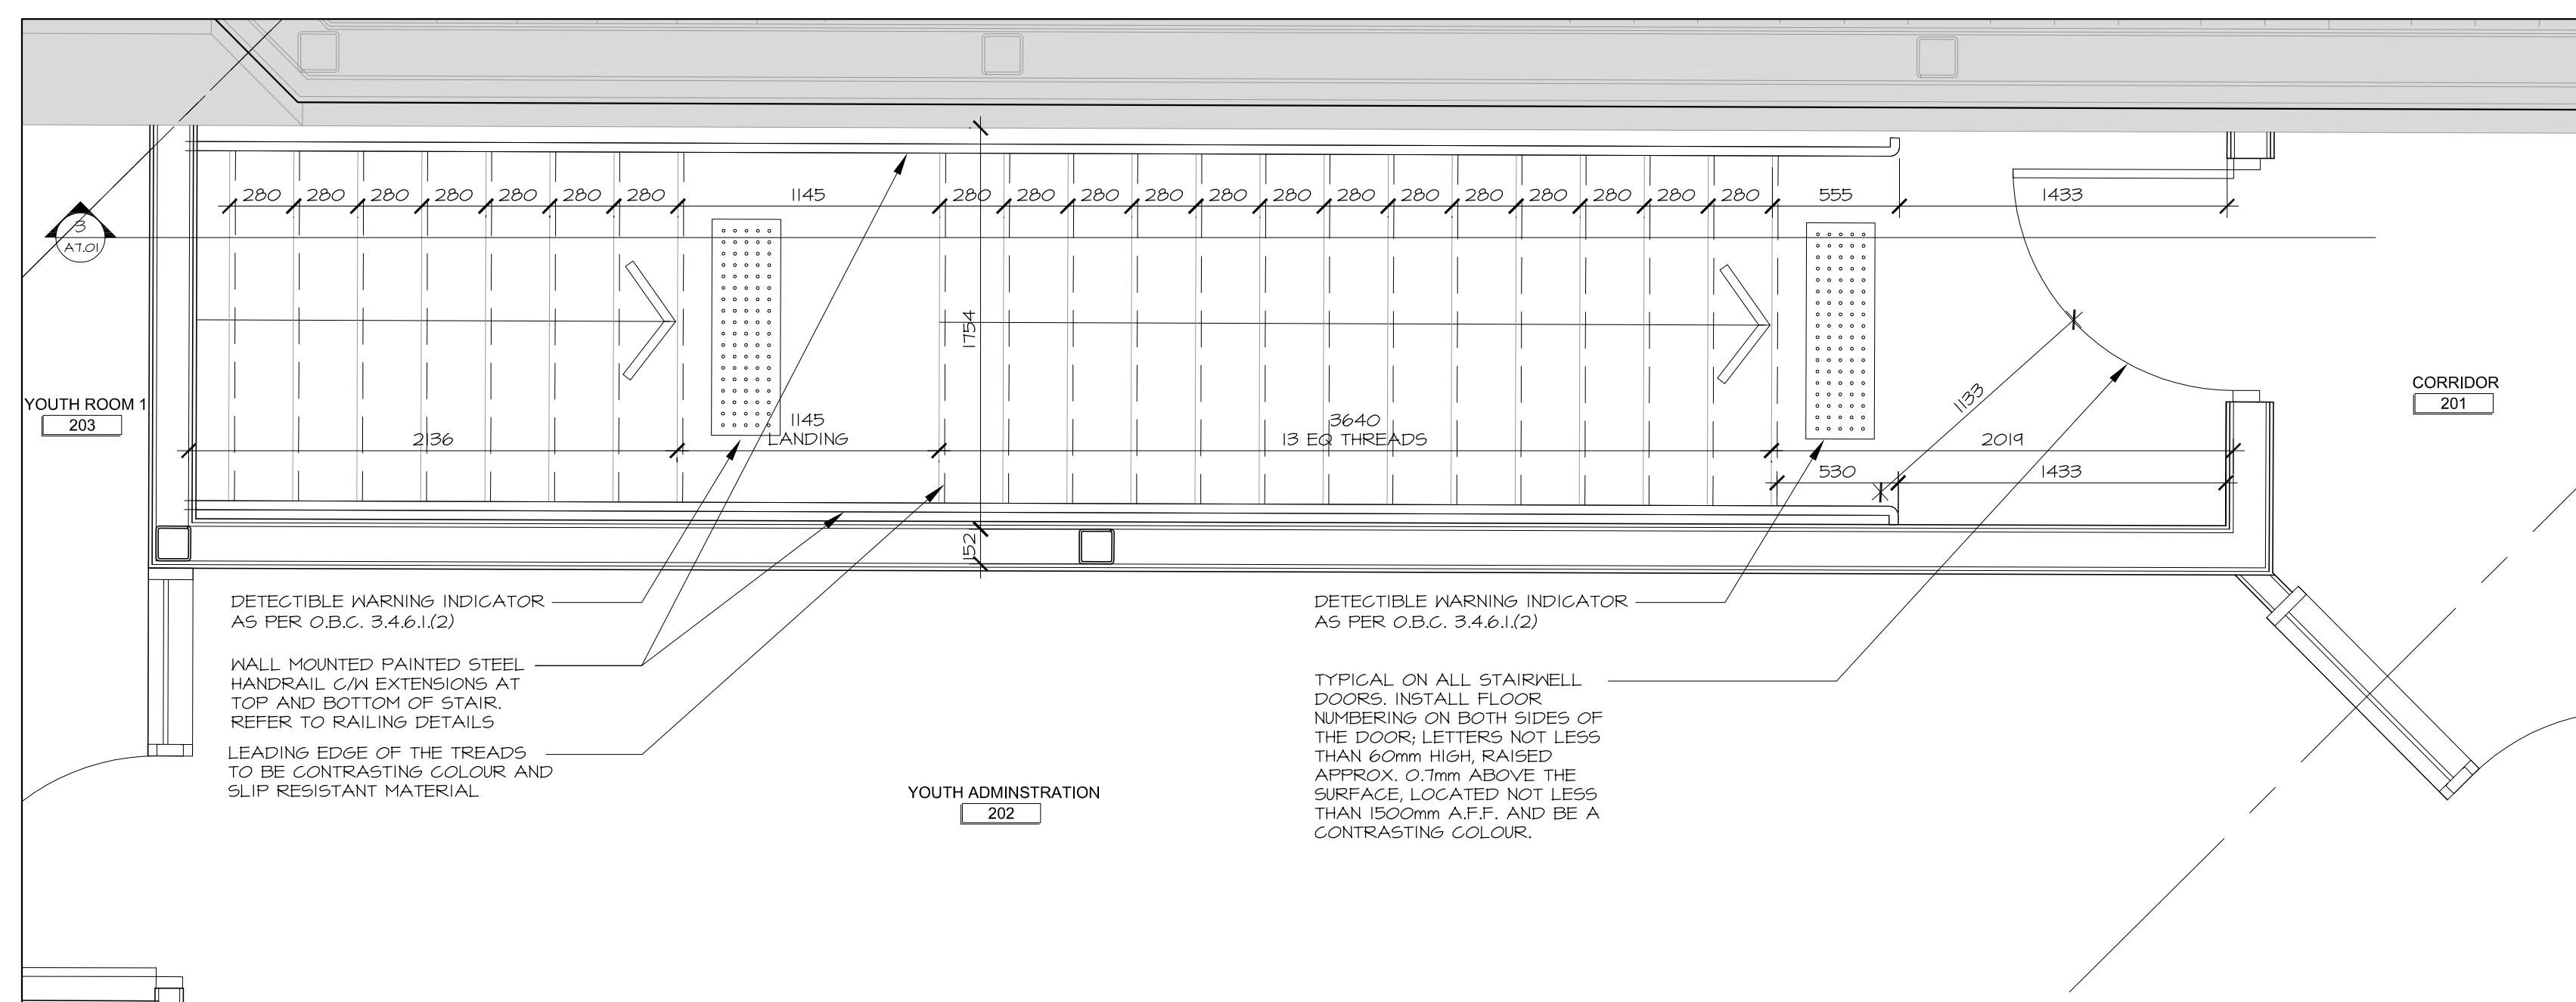 280 280 280 280 280 280 280 1145 280 280 280 280 280 280 280 280 280 280 280 280 280 555 1433
3
A7.01
1754
1133
CORRIDOR
201
YOUTH ROOM 1
203
2136
1145
LANDING
3640
13 EQ THREADS
2019
530 1433
152
DETECTIBLE WARNING INDICATOR
AS PER O.B.C. 3.4.6.1.(2)
WALL MOUNTED PAINTED STEEL
HANDRAIL C/W EXTENSIONS AT
TOP AND BOTTOM OF STAIR.
REFER TO RAILING DETAILS
LEADING EDGE OF THE TREADS
TO BE CONTRASTING COLOUR AND
SLIP RESISTANT MATERIAL
DETECTIBLE WARNING INDICATOR
AS PER O.B.C. 3.4.6.1.(2)
TYPICAL ON ALL STAIRWELL
DOORS. INSTALL FLOOR
NUMBERING ON BOTH SIDES OF
THE DOOR; LETTERS NOT LESS
THAN 60mm HIGH, RAISED
APPROX. 0.7mm ABOVE THE
SURFACE, LOCATED NOT LESS
THAN 1500mm A.F.F. AND BE A
CONTRASTING COLOUR.
YOUTH ADMINSTRATION
202